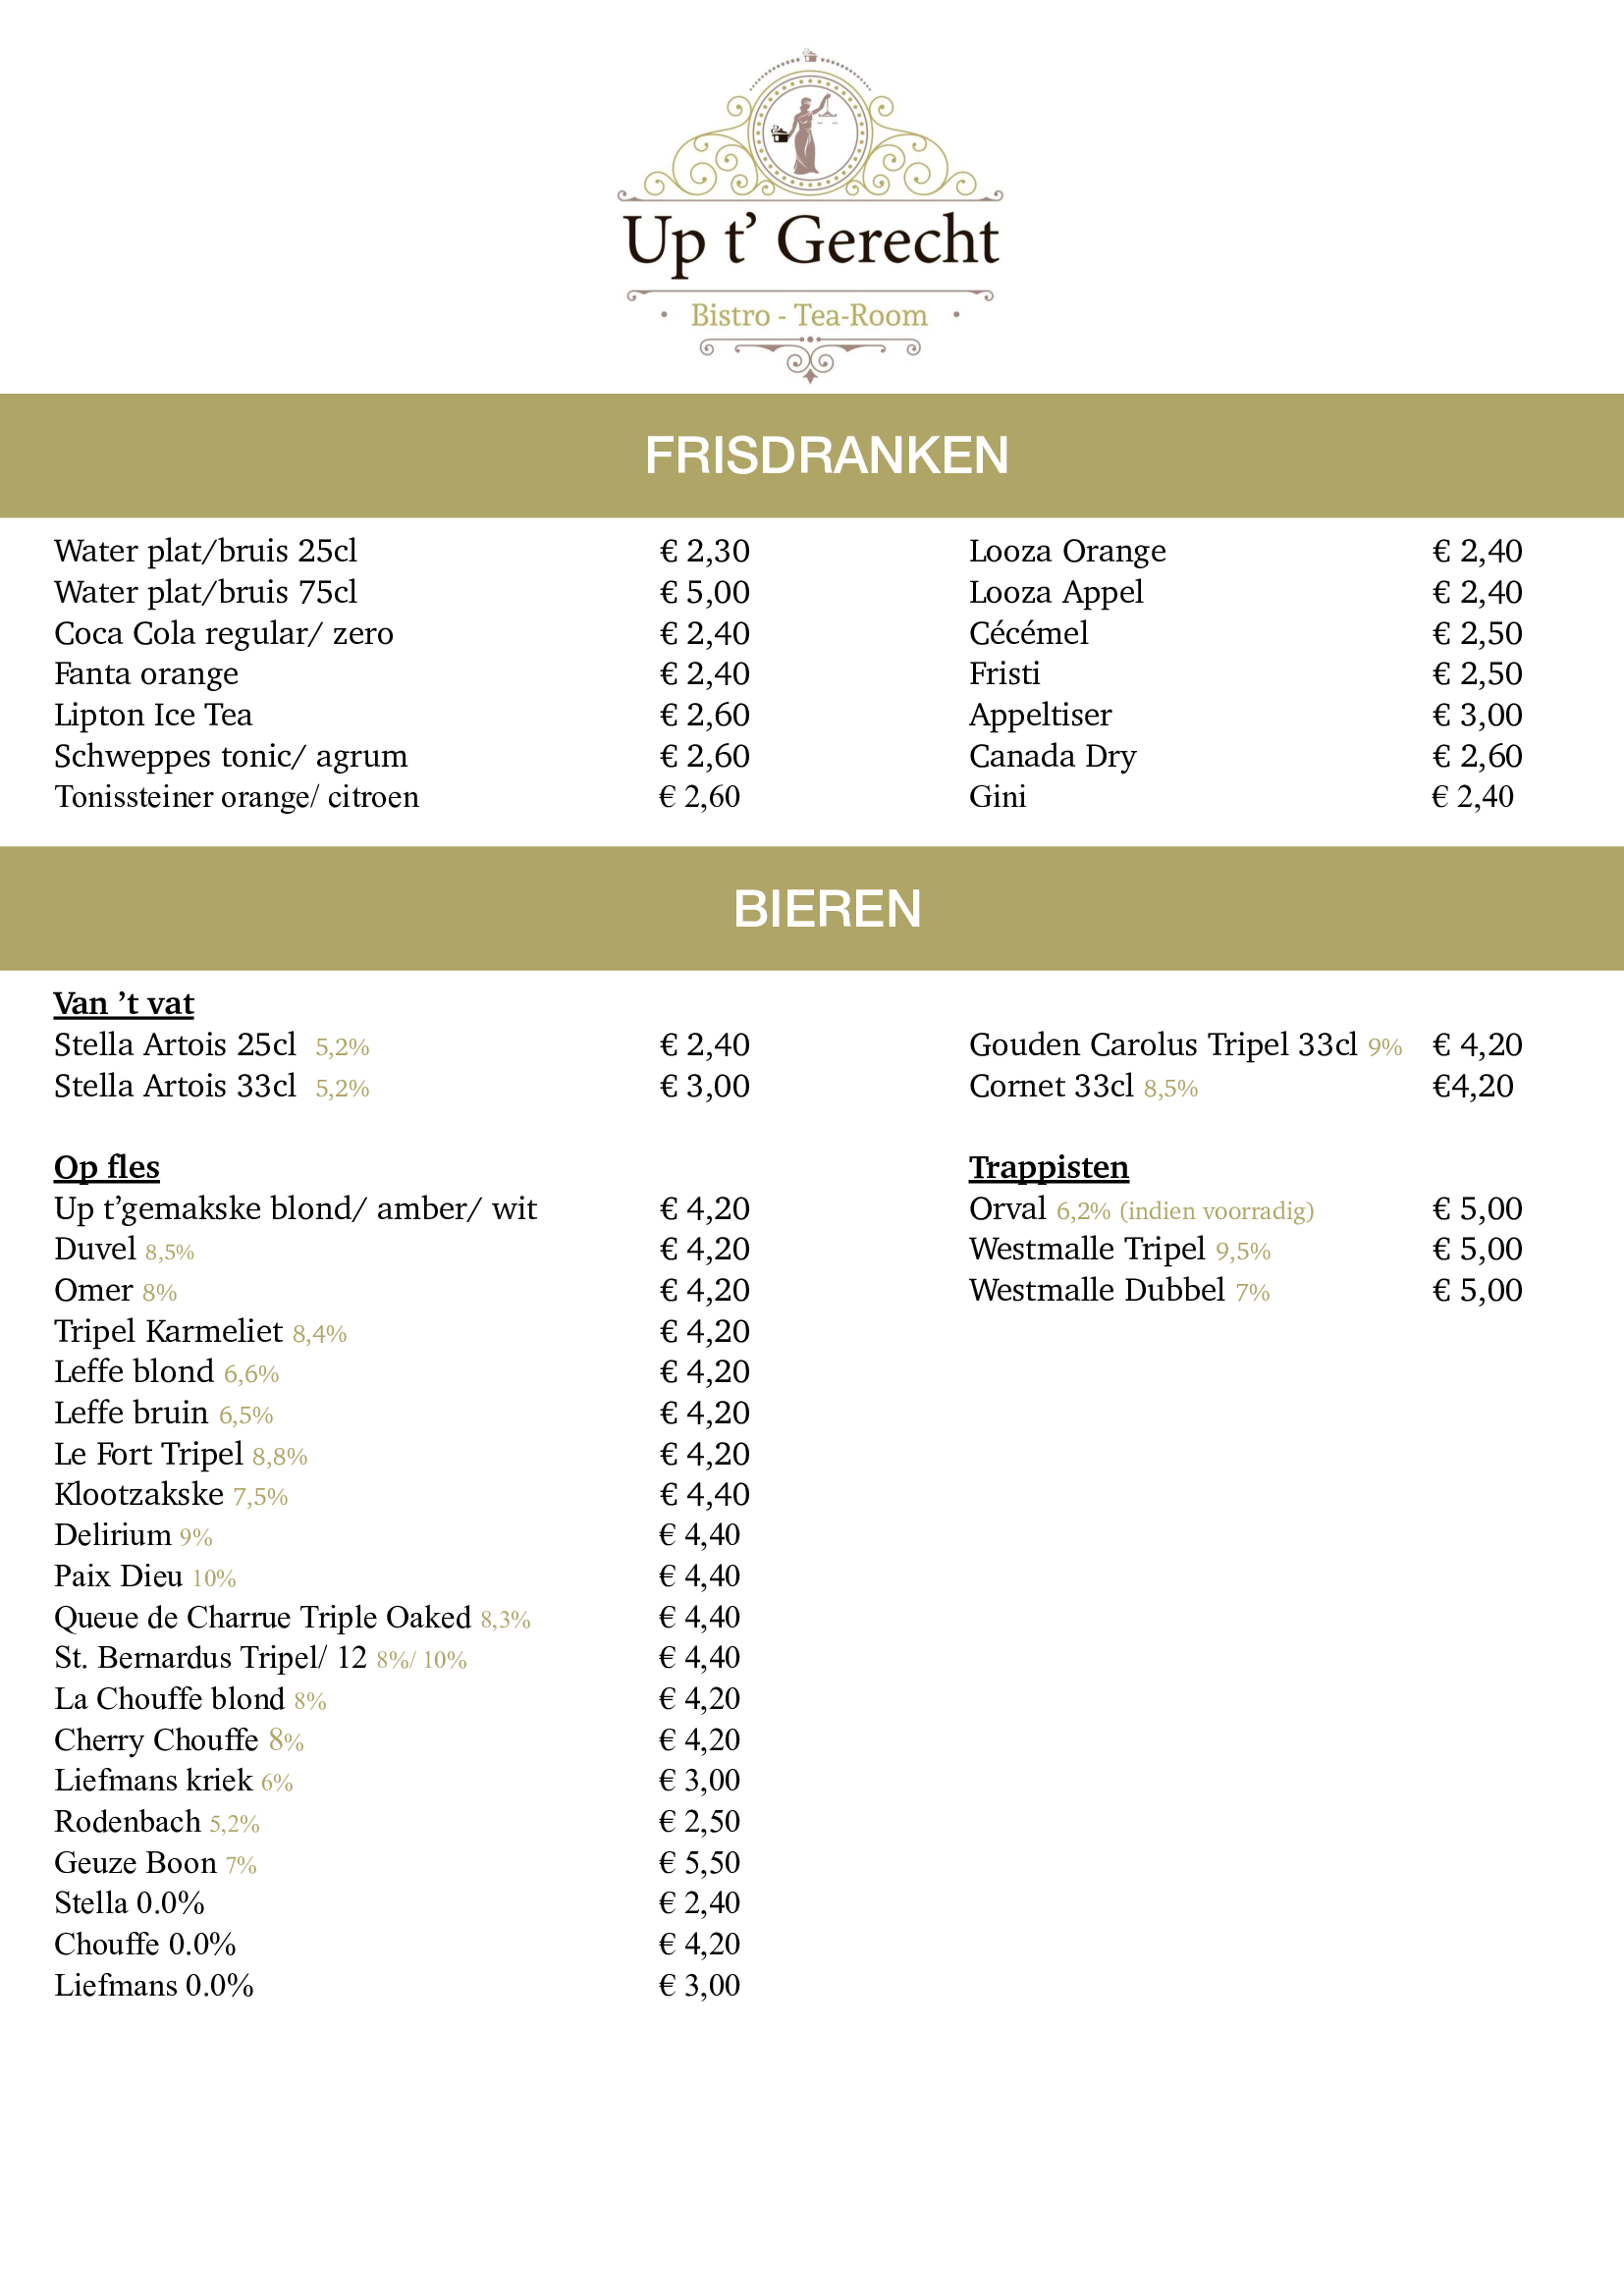 Up t’ Gerecht
Bistro - Tea-Room
FRISDRANKEN
Water plat/bruis 25cl € 2,30 Looza Orange € 2,40
Water plat/bruis 75cl € 5,00 Looza Appel € 2,40
Coca Cola regular/ zero € 2,40 Cécémel € 2,50
Fanta orange € 2,40 Fristi € 2,50
Lipton Ice Tea € 2,60 Appeltiser € 3,00
Schweppes tonic/ agrum € 2,60 Canada Dry € 2,60
Tonissteiner orange/ citroen € 2,60 Gini € 2,40
BIEREN
Van ’t vat
Stella Artois 25cl 5,2% € 2,40 Gouden Carolus Tripel 33cl 9% € 4,20
Stella Artois 33cl 5,2% € 3,00 Cornet 33cl 8,5% €4,20
Op fles Trappisten
Up t’gemakske blond/ amber/ wit € 4,20 Orval 6,2% (indien voorradig) € 5,00
Duvel 8,5% € 4,20 Westmalle Tripel 9,5% € 5,00
Omer 8% € 4,20 Westmalle Dubbel 7% € 5,00
Tripel Karmeliet 8,4% € 4,20
Leffe blond 6,6% € 4,20
Leffe bruin 6,5% € 4,20
Le Fort Tripel 8,8% € 4,20
Klootzakske 7,5% € 4,40
Delirium 9% € 4,40
Paix Dieu 10% € 4,40
Queue de Charrue Triple Oaked 8,3% € 4,40
St. Bernardus Tripel/ 12 8%/ 10% € 4,40
La Chouffe blond 8% € 4,20
Cherry Chouffe 8% € 4,20
Liefmans kriek 6% € 3,00
Rodenbach 5,2% € 2,50
Geuze Boon 7% € 5,50
Stella 0.0% € 2,40
Chouffe 0.0% € 4,20
Liefmans 0.0% € 3,00